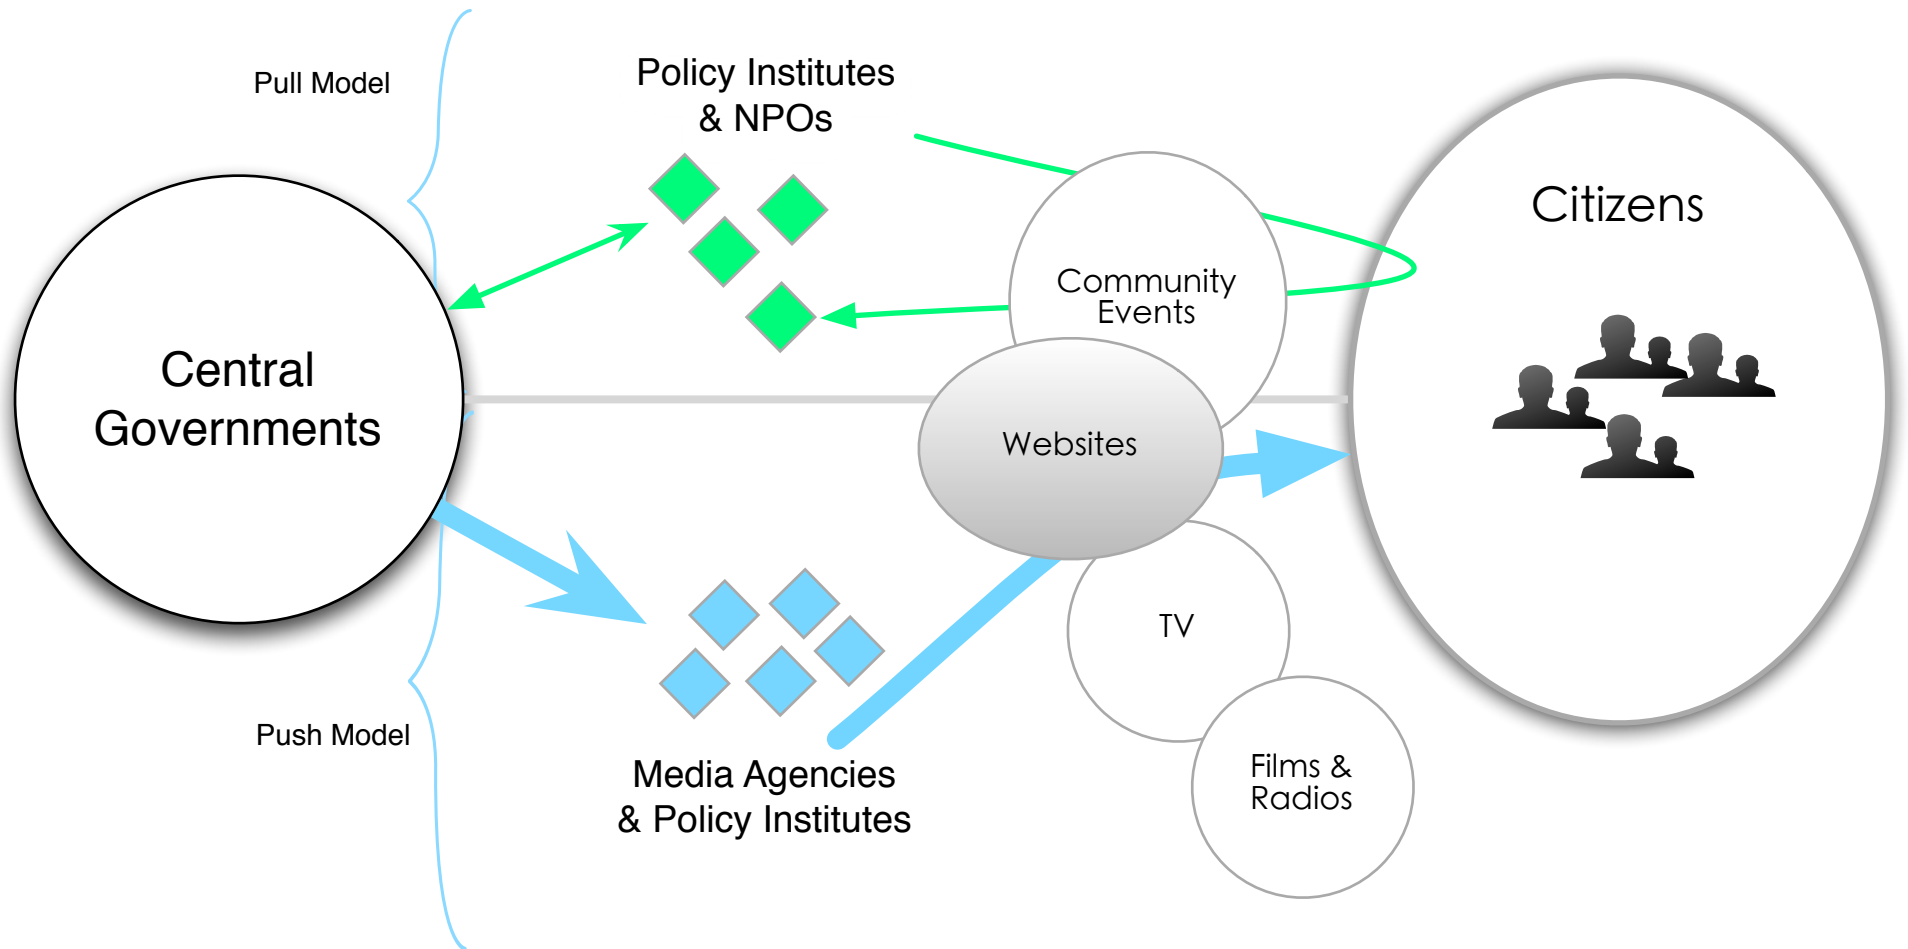 Pull Model
Policy Institutes
& NPOs
Citizens
Community
Events
Central
Governments
Websites
TV
Push Model
Media Agencies
& Policy Institutes
Films &
Radios